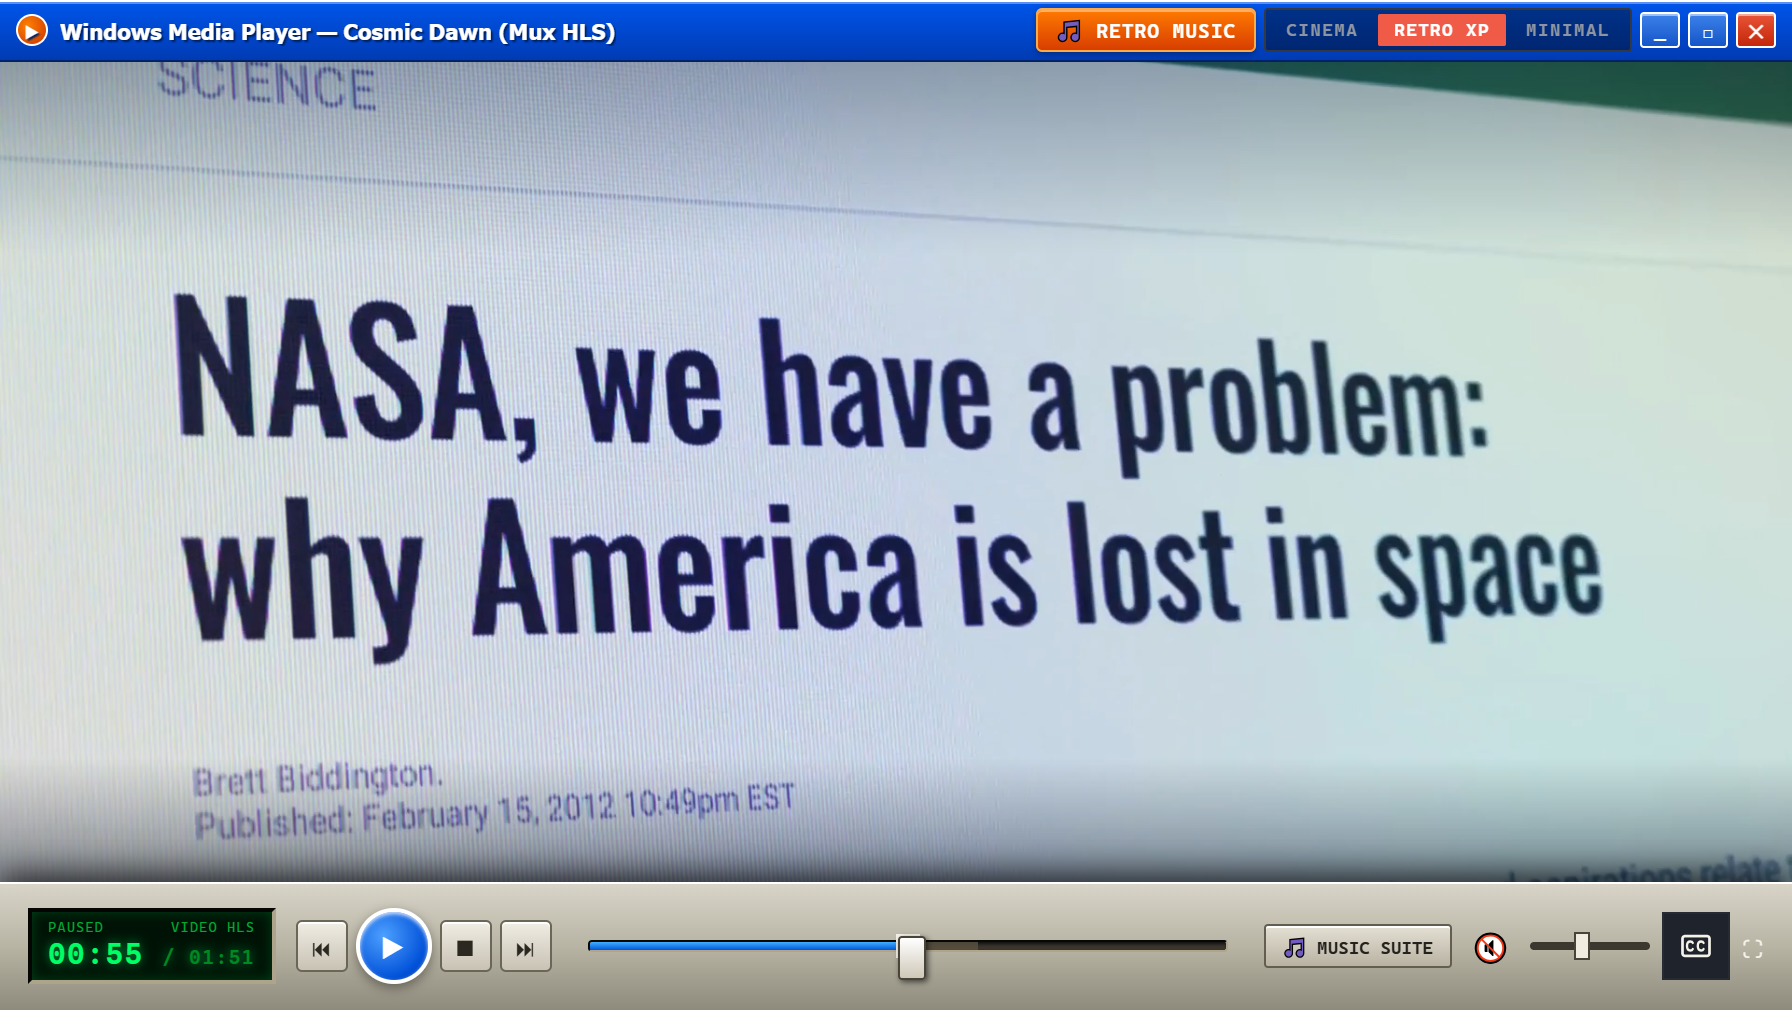 Windows Media Player — Cosmic Dawn (Mux HLS)
RETRO MUSIC
CINEMA
RETRO XP
MINIMAL
SCIENCE
NASA, we have a problem:
why America is lost in space
Brett Biddington.
Published: February 15, 2012 10:49pm EST
aspirations relate
PAUSED
VIDEO HLS
00:55 / 01:51
MUSIC SUITE
CC